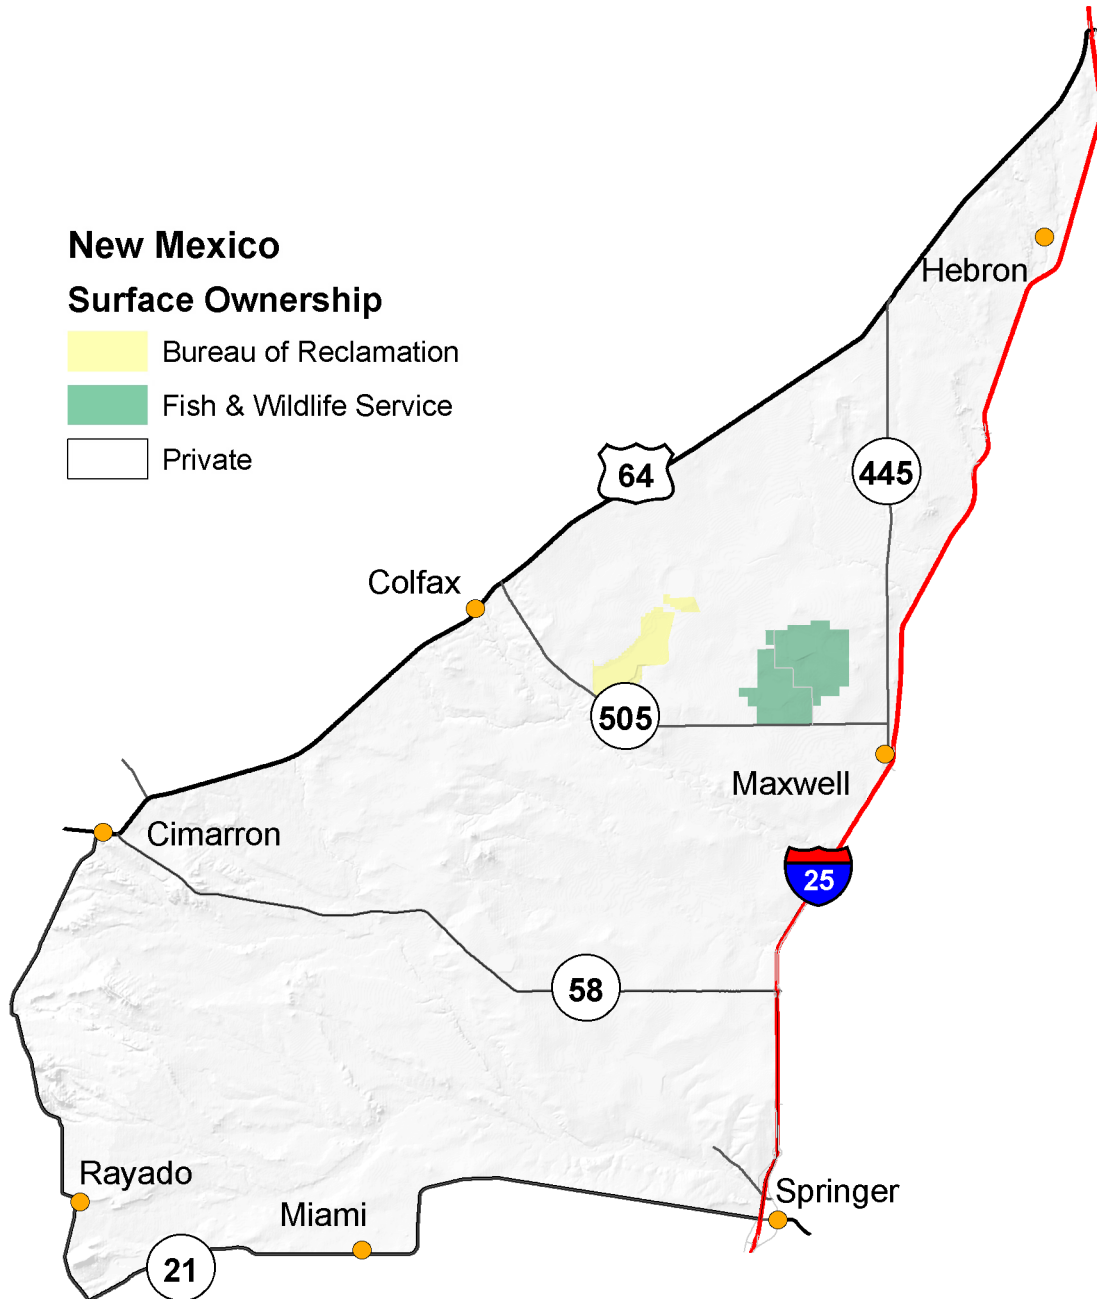 New Mexico
Surface Ownership
Bureau of Reclamation
Fish & Wildlife Service
Private
Hebron
64
445
Colfax
505
Maxwell
Cimarron
25
58
Rayado
Springer
Miami
21